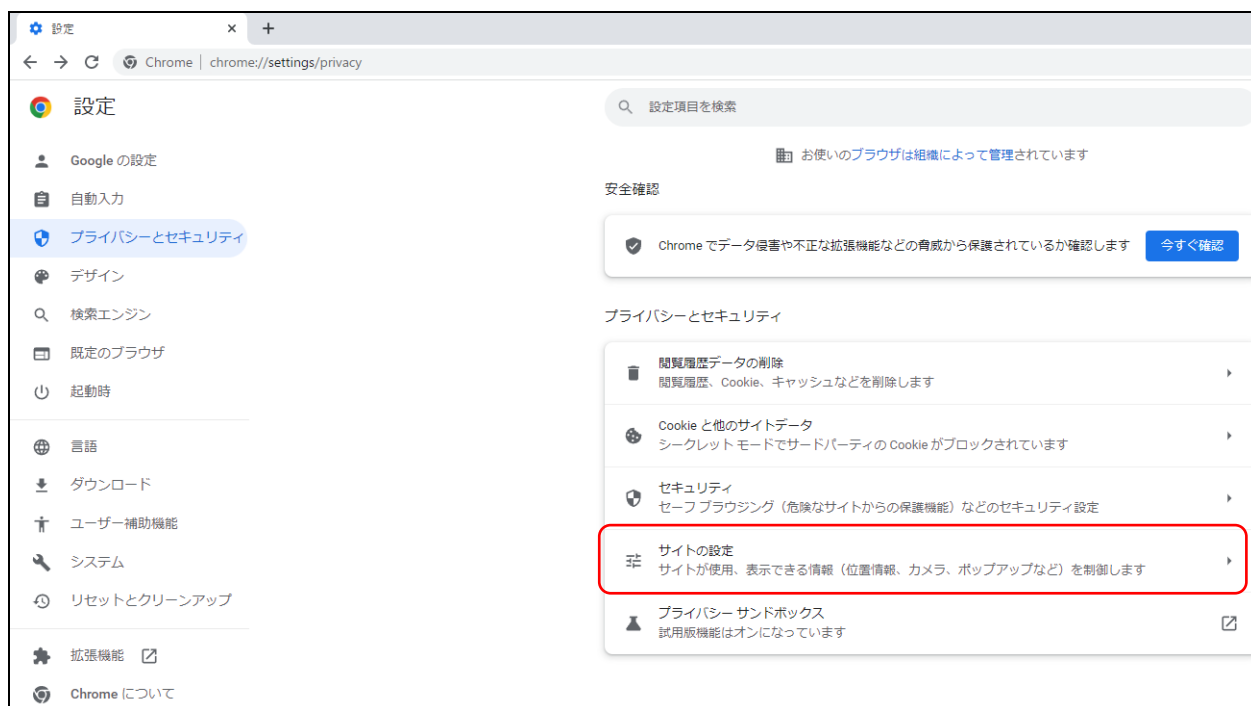 設定
Chrome | chrome://settings/privacy
設定
設定項目を検索
Google の設定
自動入力
プライバシーとセキュリティ
デザイン
検索エンジン
既定のブラウザ
起動時
言語
ダウンロード
ユーザー補助機能
システム
リセットとクリーンアップ
拡張機能
Chrome について
お使いのブラウザは組織によって管理されています
安全確認
Chrome でデータ侵害や不正な拡張機能などの脅威から保護されているか確認します
今すぐ確認
プライバシーとセキュリティ
閲覧履歴データの削除
閲覧履歴、Cookie、キャッシュなどを削除します
Cookie と他のサイトデータ
シークレット モードでサードパーティの Cookie がブロックされています
セキュリティ
セーフ ブラウジング（危険なサイトからの保護機能）などのセキュリティ設定
サイトの設定
サイトが使用、表示できる情報（位置情報、カメラ、ポップアップなど）を制御します
プライバシー サンドボックス
試用版機能はオンになっています